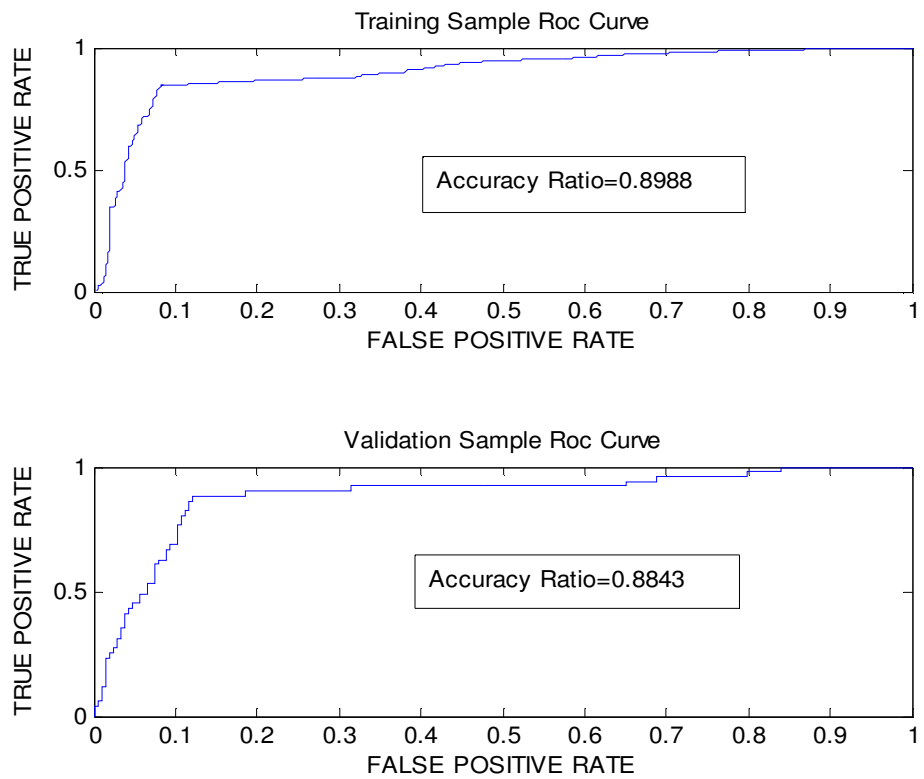 Training Sample Roc Curve
TRUE POSITIVE RATE
1
0.5
0
Accuracy Ratio=0.8988
0 0.1 0.2 0.3 0.4 0.5 0.6 0.7 0.8 0.9 1
FALSE POSITIVE RATE
Validation Sample Roc Curve
TRUE POSITIVE RATE
1
0.5
0
Accuracy Ratio=0.8843
0 0.1 0.2 0.3 0.4 0.5 0.6 0.7 0.8 0.9 1
FALSE POSITIVE RATE